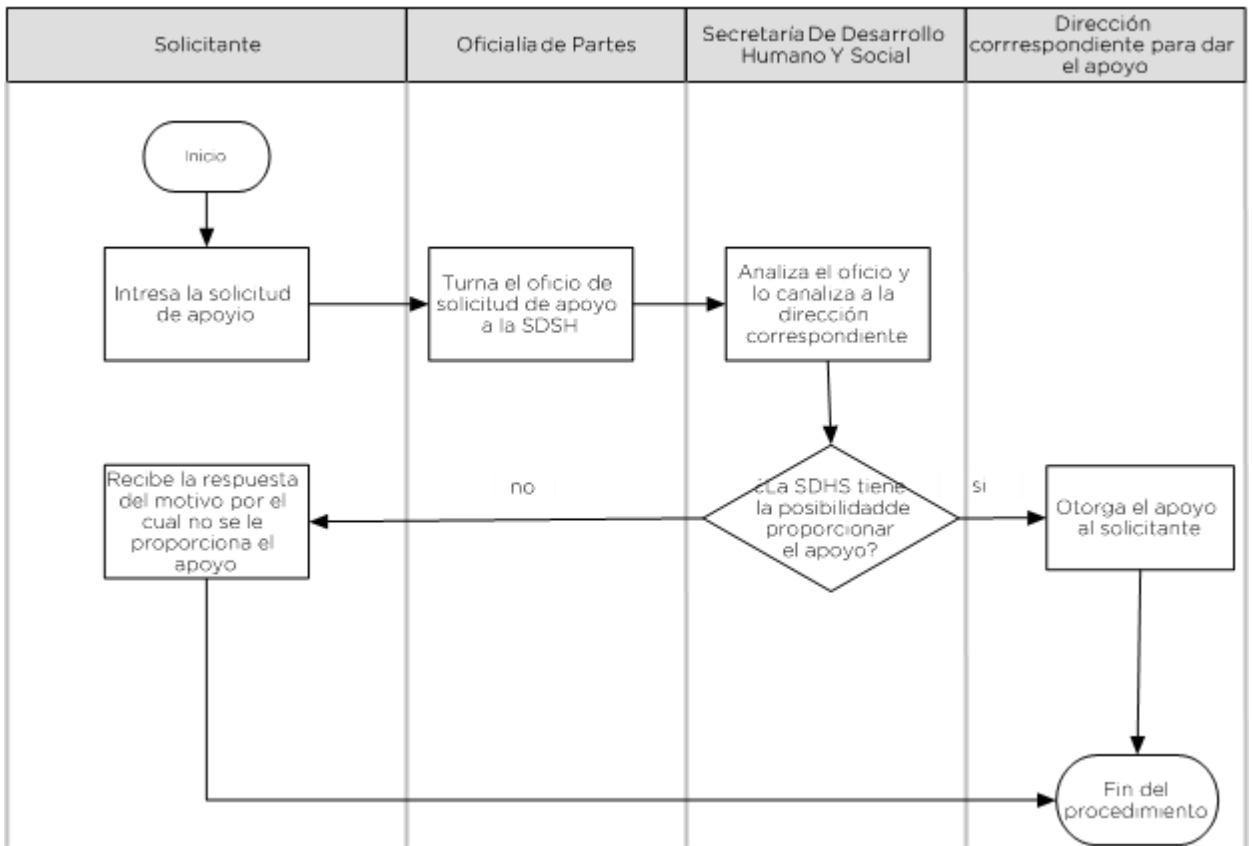 Solicitante
Oficialía de Partes
Secretaría De Desarrollo
Humano Y Social
Dirección
corrrespondiente para dar
el apoyo
Inicio
Intresa la solicitud
de apoyio
Turna el oficio de
solicitud de apoyo
a la SDSH
Analiza el oficio y
lo canaliza a la
dirección
correspondiente
Recibe la respuesta
del motivo por el
cual no se le
proporciona el
apoyo
no
¿La SDHS tiene
la posibilidadde
proporcionar
el apoyo?
si
Otorga el apoyo
al solicitante
Fin del
procedimiento